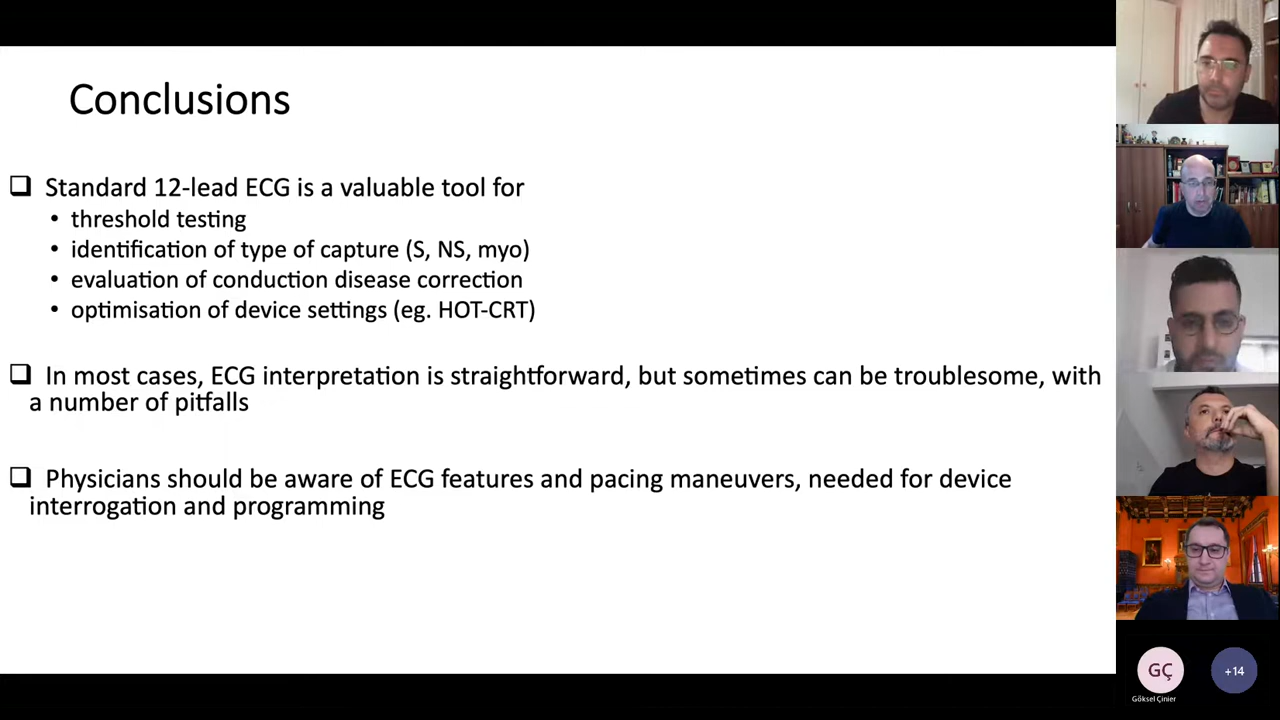 Conclusions
❑ Standard 12-lead ECG is a valuable tool for
• threshold testing
• identification of type of capture (S, NS, myo)
• evaluation of conduction disease correction
• optimisation of device settings (eg. HOT-CRT)
❑ In most cases, ECG interpretation is straightforward, but sometimes can be troublesome, with
a number of pitfalls
❑ Physicians should be aware of ECG features and pacing maneuvers, needed for device
interrogation and programming
GÇ
+14
Göksel Çinier